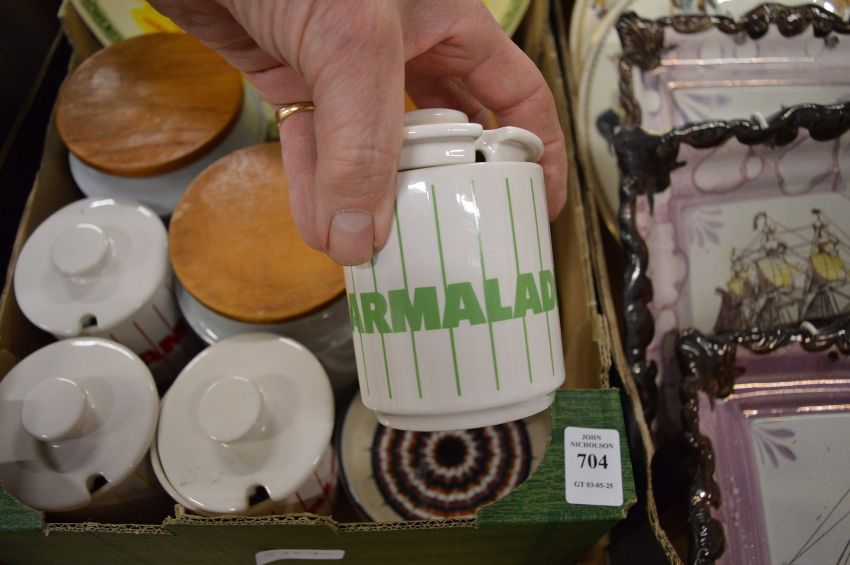 ARMALAD
JOHN
NICHOLSON
704
GT 03-05-25